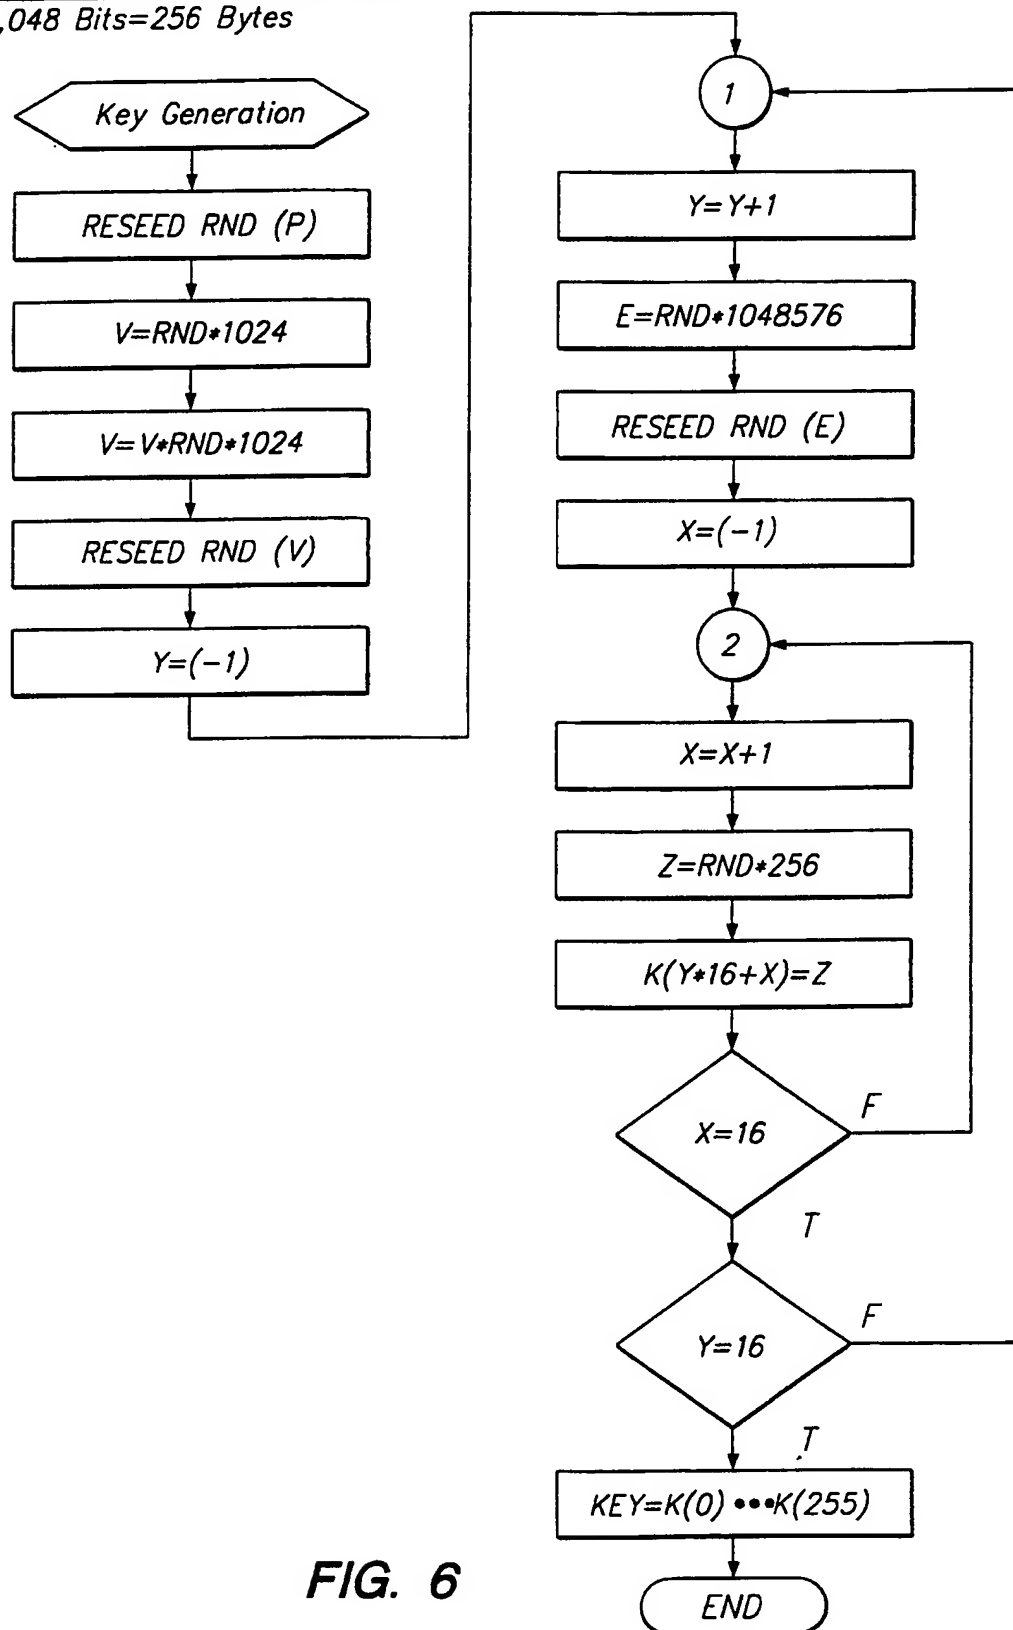 ,048 Bits=256 Bytes
Key Generation
RESEED RND (P)
V=RND*1024
V=V*RND*1024
RESEED RND (V)
Y=(-1)
1
Y=Y+1
E=RND*1048576
RESEED RND (E)
X=(-1)
2
X=X+1
Z=RND*256
K(Y*16+X)=Z
X=16
F
T
Y=16
F
T
KEY=K(0)•••K(255)
END
FIG. 6